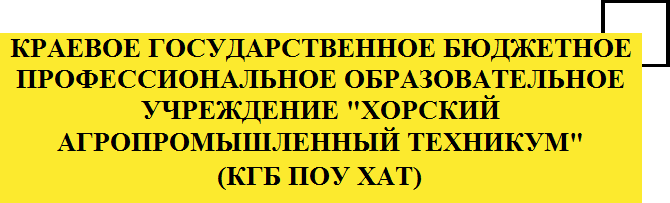 КРАЕВОЕ ГОСУДАРСТВЕННОЕ БЮДЖЕТНОЕ
ПРОФЕССИОНАЛЬНОЕ ОБРАЗОВАТЕЛЬНОЕ
УЧРЕЖДЕНИЕ "ХОРСКИЙ
АГРОПРОМЫШЛЕННЫЙ ТЕХНИКУМ"
(КГБ ПОУ ХАТ)